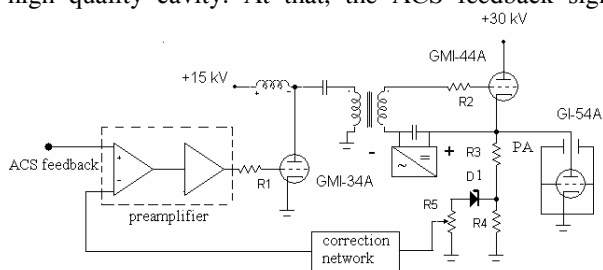 high quality cavity. At that, the ACS feedback sig
+30 kV
GMI-44A
+15 kV
R2
GI-54A
R3
PA
ACS feedback
+
-
R1
GMI-34A
- +
~ =
D1
preamplifier
R5
R4
correction
network